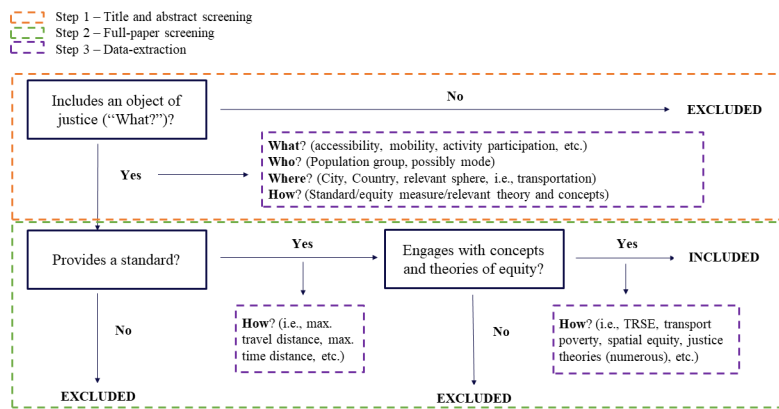 Step 1 – Title and abstract screening
Step 2 – Full-paper screening
Step 3 – Data-extraction
Includes an object of
justice ("What?")?
No
EXCLUDED
Yes
What? (accessibility, mobility, activity participation, etc.)
Who? (Population group, possibly mode)
Where? (City, Country, relevant sphere, i.e., transportation)
How? (Standard/equity measure/relevant theory and concepts)
Provides a standard?
Yes
Engages with concepts
and theories of equity?
Yes
INCLUDED
No
How? (i.e., max.
travel distance, max.
time distance, etc.)
No
How? (i.e., TRSE, transport
poverty, spatial equity, justice
theories (numerous), etc.)
EXCLUDED
EXCLUDED